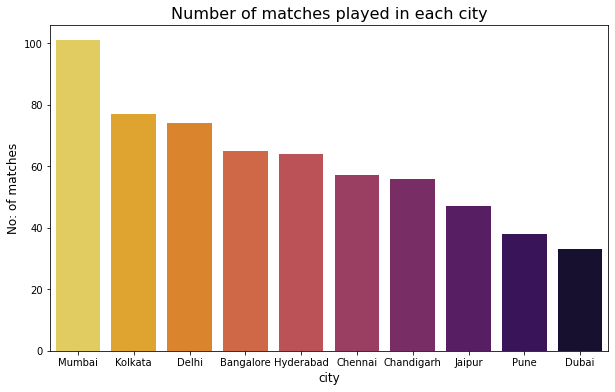 Number of matches played in each city
No: of matches
100
80
60
40
20
0
Mumbai Kolkata Delhi Bangalore Hyderabad Chennai Chandigarh Jaipur Pune Dubai
city